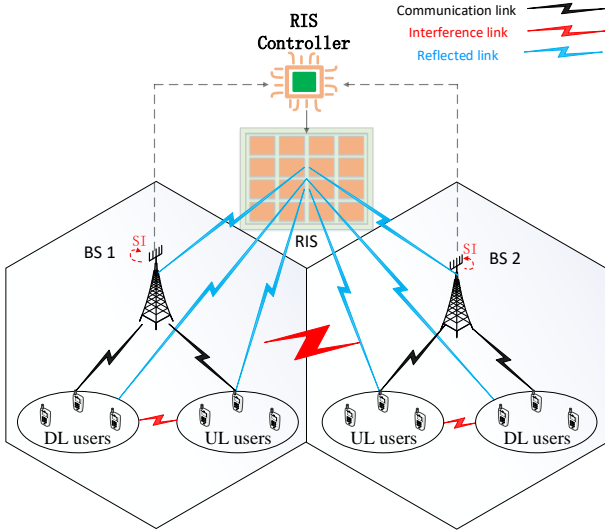 RIS
Controller
Communication link
Interference link
Reflected link
RIS
BS 1
SI
SI
BS 2
DL users
UL users
UL users
DL users